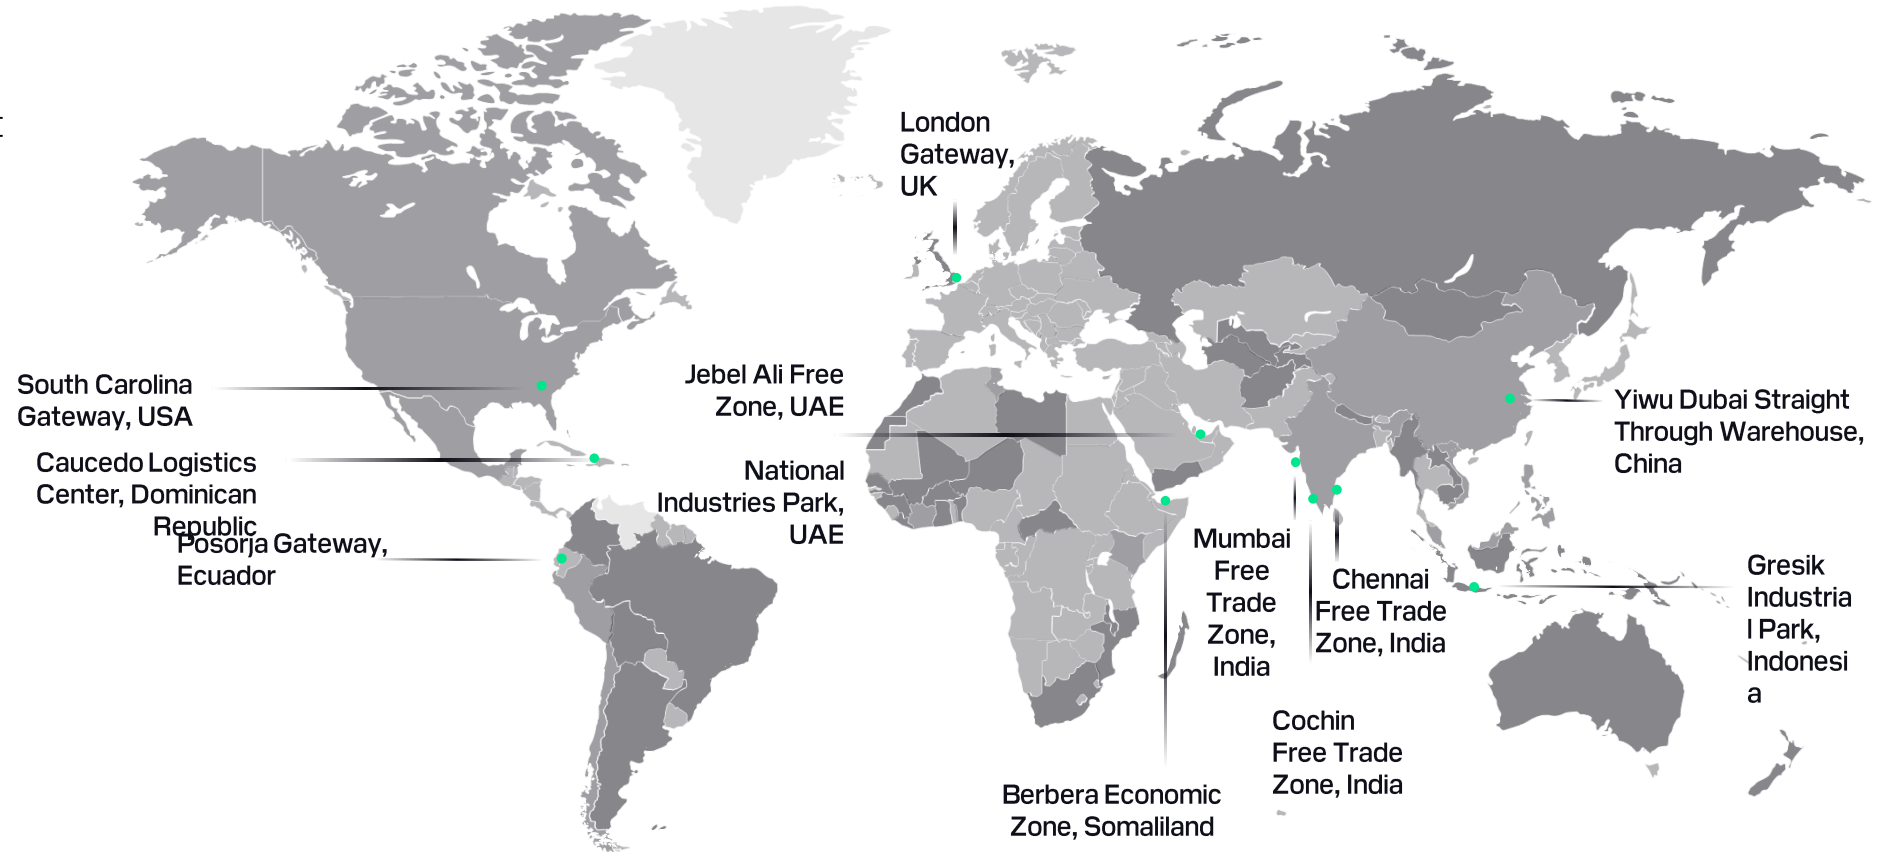 London
Gateway,
UK
South Carolina
Gateway, USA
Jebel Ali Free
Zone, UAE
Yiwu Dubai Straight
Through Warehouse,
China
Caucedo Logistics
Center, Dominican
Republic
National
Industries Park,
UAE
Posorja Gateway,
Ecuador
Mumbai
Free
Trade
Zone,
India
Chennai
Free Trade
Zone, India
Gresik
Industria
l Park,
Indonesi
a
Cochin
Free Trade
Zone, India
Berbera Economic
Zone, Somaliland